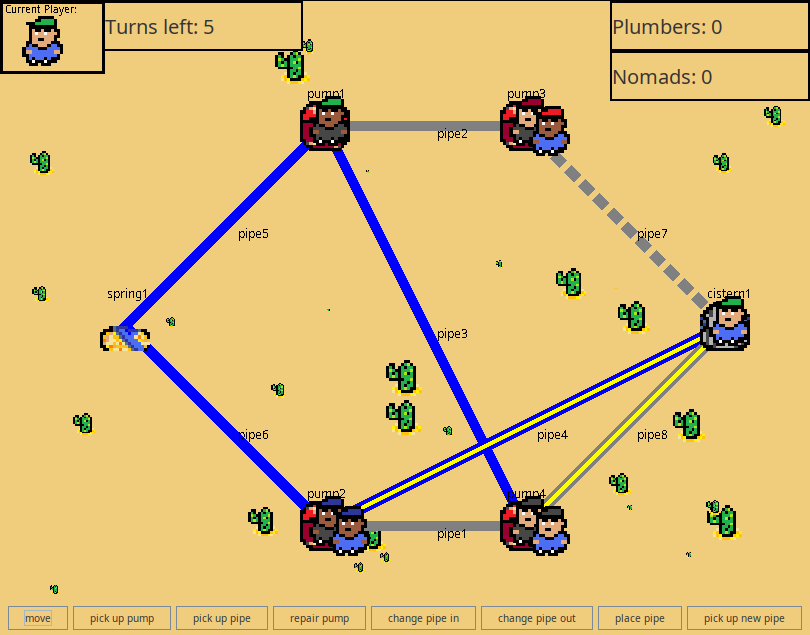 Current Player:
Turns left: 5
Plumbers: 0
Nomads: 0
pump1
pump3
pipe2
pipe5
pipe7
spring1
cistern1
pipe3
pipe6
pipe4
pipe8
pump2
pump4
pipe1
move
pick up pump
pick up pipe
repair pump
change pipe in
change pipe out
place pipe
pick up new pipe